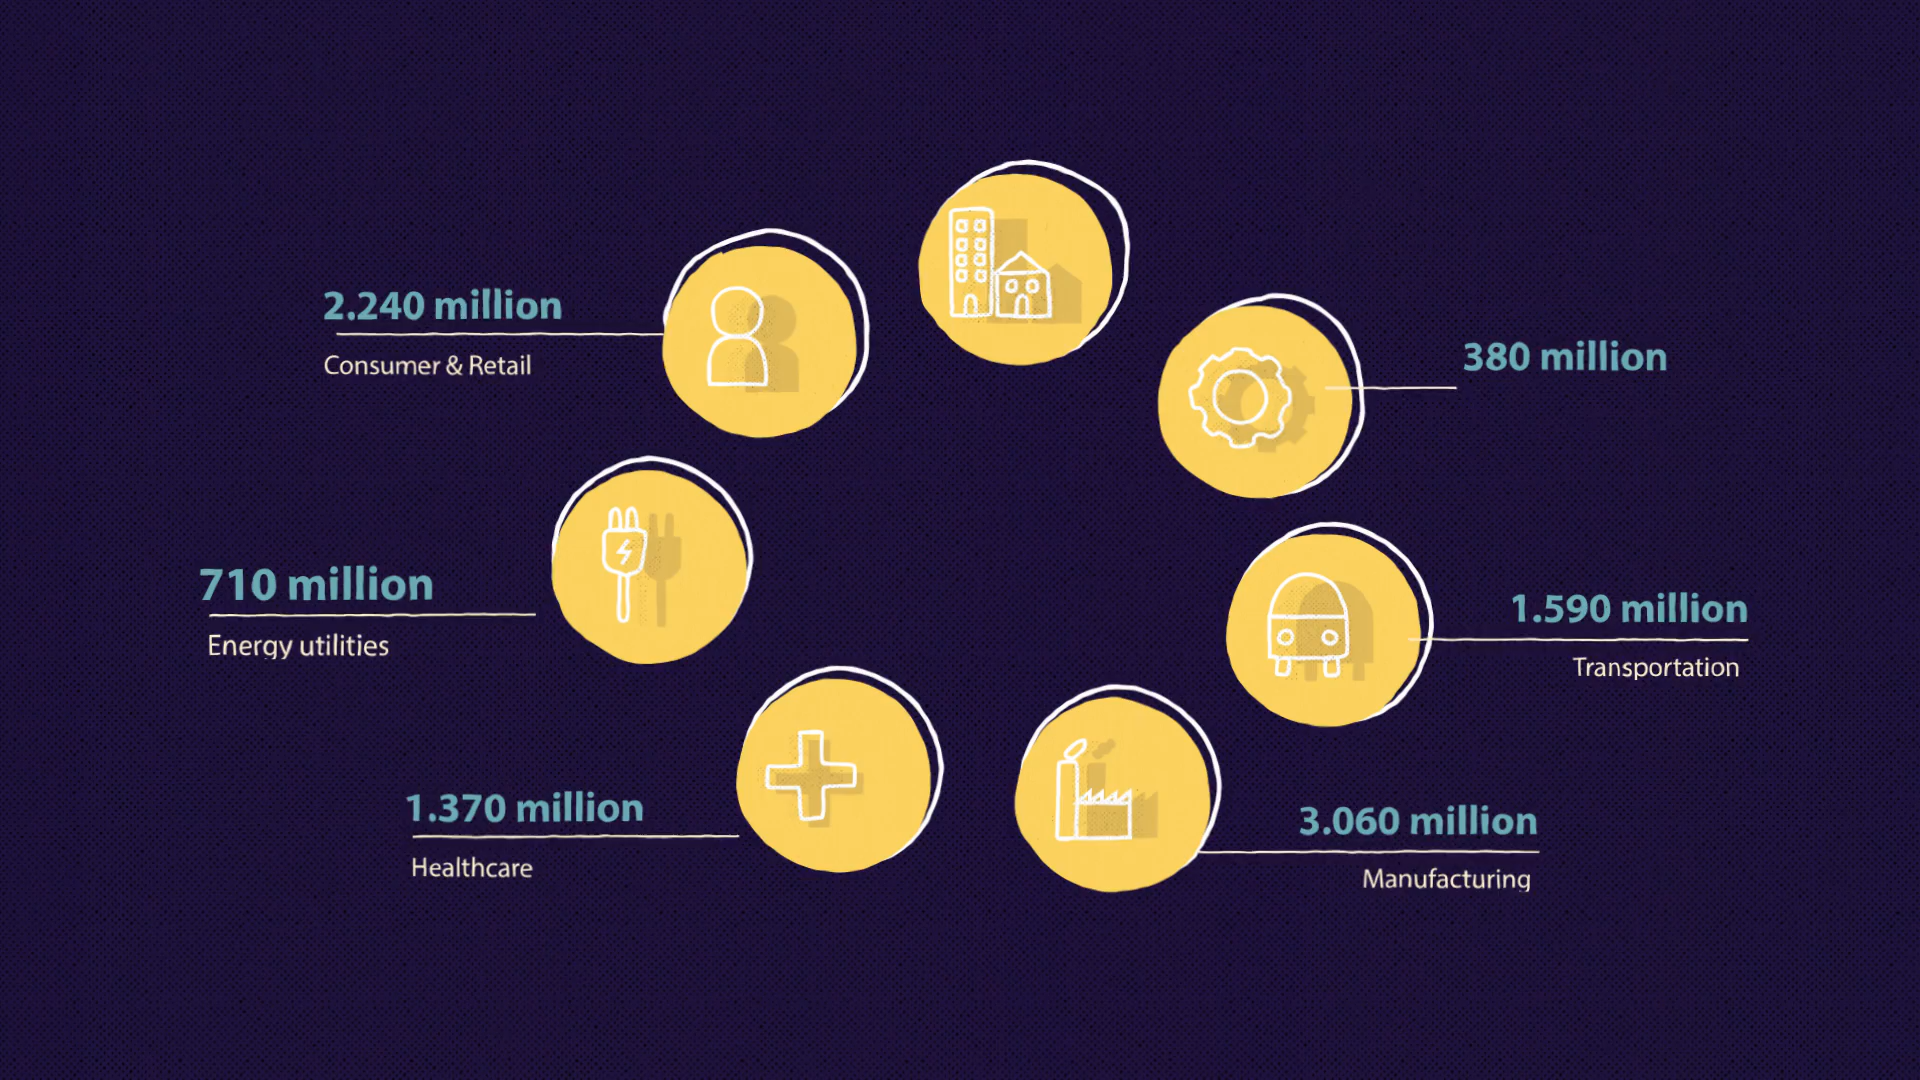 2.240 million
Consumer & Retail
380 million
710 million
Energy utilities
1.590 million
Transportation
1.370 million
Healthcare
3.060 million
Manufacturing